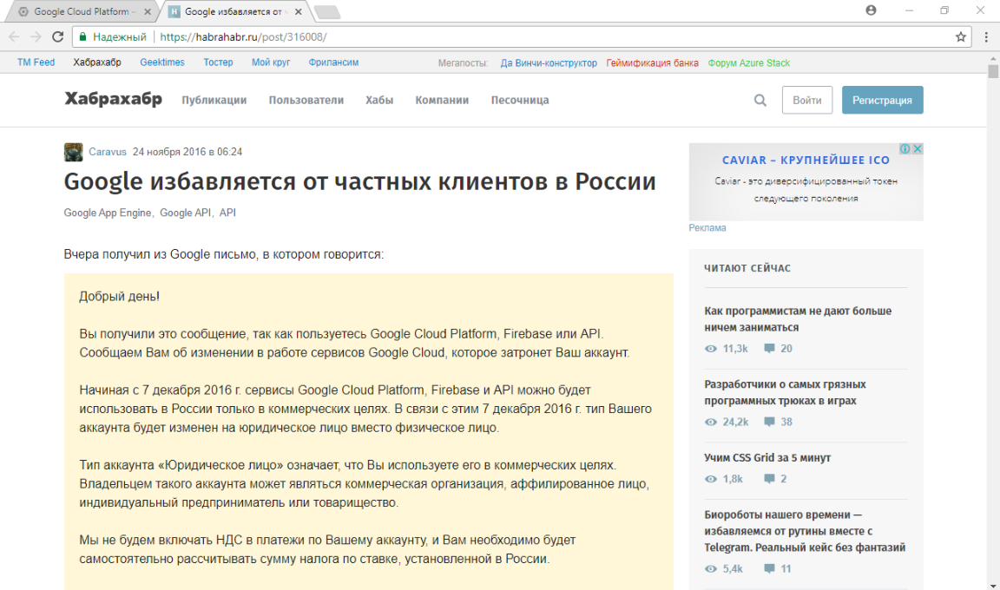 Google Cloud Platform –
Google избавляется от ч
Надежный
https://habrahabr.ru/post/316008/
TM Feed Хабрахабр Geektimes Тостер Мой круг Фрилансим
Мегапосты: Да Винчи-конструктор Геймификация банка Форум Azure Stack
Хабрахабр Публикации Пользователи Хабы Компании Песочница
Войти Регистрация
Caravus 24 ноября 2016 в 06:24
Google избавляется от частных клиентов в России
Google App Engine, Google API, API
Вчера получил из Google письмо, в котором говорится:
Добрый день!
Вы получили это сообщение, так как пользуетесь Google Cloud Platform, Firebase или API.
Сообщаем Вам об изменении в работе сервисов Google Cloud, которое затронет Ваш аккаунт.
Начиная с 7 декабря 2016 г. сервисы Google Cloud Platform, Firebase и API можно будет
использовать в России только в коммерческих целях. В связи с этим 7 декабря 2016 г. тип Вашего
аккаунта будет изменен на юридическое лицо вместо физическое лицо.
Тип аккаунта «Юридическое лицо» означает, что Вы используете его в коммерческих целях.
Владельцем такого аккаунта может являться коммерческая организация, аффилированное лицо,
индивидуальный предприниматель или товарищество.
Мы не будем включать НДС в платежи по Вашему аккаунту, и Вам необходимо будет
самостоятельно рассчитывать сумму налога по ставке, установленной в России.
CAVIAR – КРУПНЕЙШЕЕ ICO
Caviar - это диверсифицированный токен
следующего поколения
Реклама
ЧИТАЮТ СЕЙЧАС
Как программистам не дают больше
ничем заниматься
11,3k 20
Разработчики о самых грязных
программных трюках в играх
24,2k 38
Учим CSS Grid за 5 минут
1,8k 2
Биороботы нашего времени —
избавляемся от рутины вместе с
Telegram. Реальный кейс без фантазий
5,4k 11